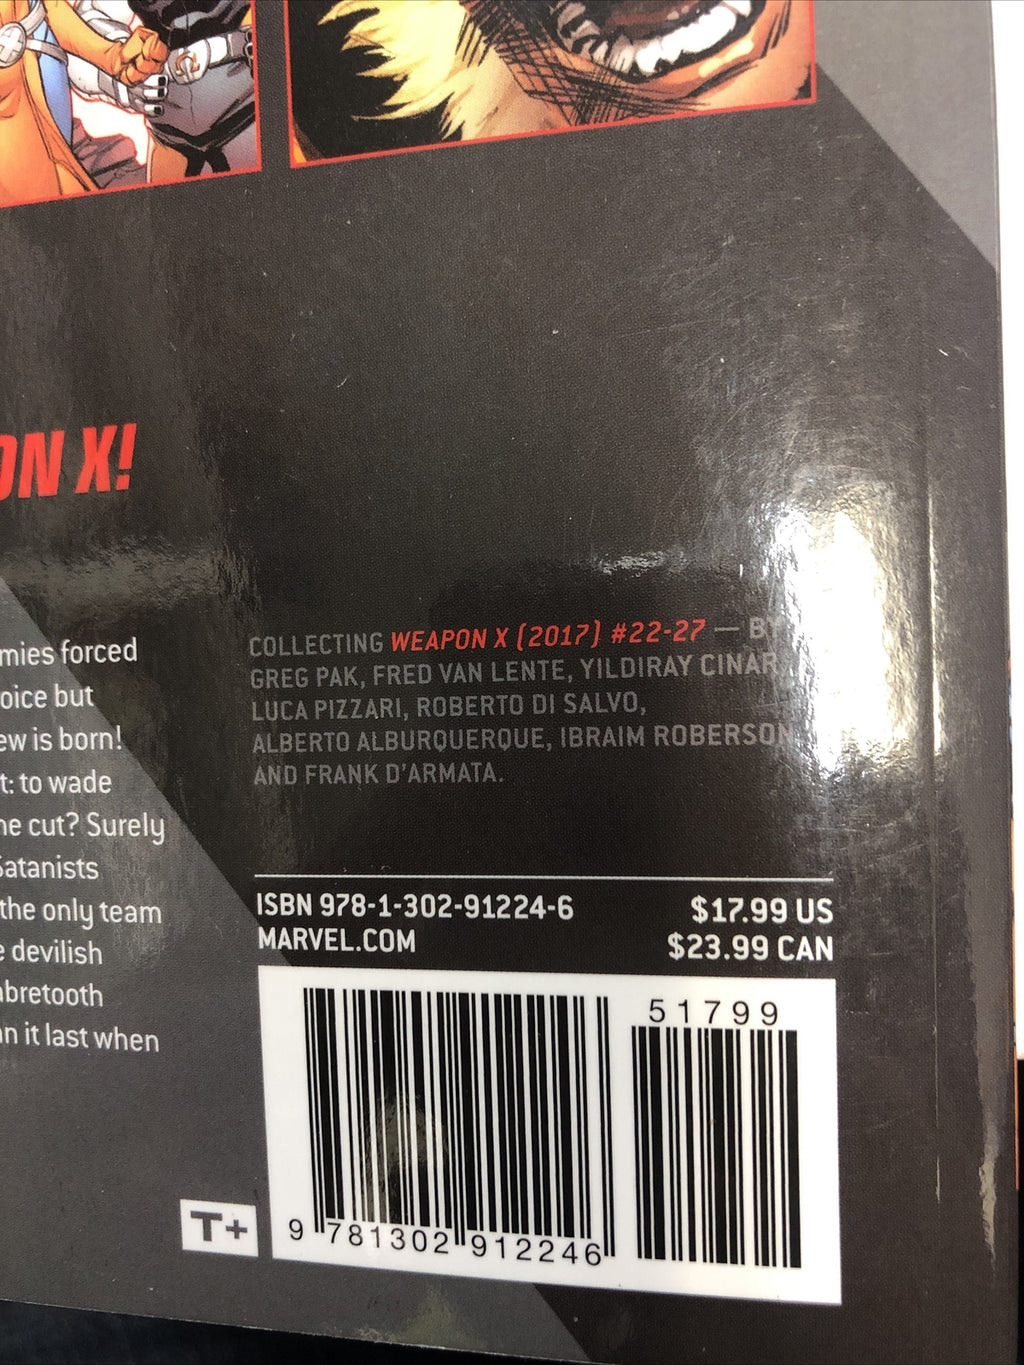 ON X!
mies forced
oice but
ew is born!
t: to wade
he cut? Surely
Satanists
the only team
e devilish
abretooth
an it last when
COLLECTING WEAPON X (2017) #22-27 — BY
GREG PAK, FRED VAN LENTE, YILDIRAY CINAR
LUCA PIZZARI, ROBERTO DI SALVO,
ALBERTO ALBURQUERQUE, IBRAIM ROBERSON
AND FRANK D'ARMATA.
ISBN 978-1-302-91224-6
MARVEL.COM
$17.99 US
$23.99 CAN
51799
9 781302 912246
T+